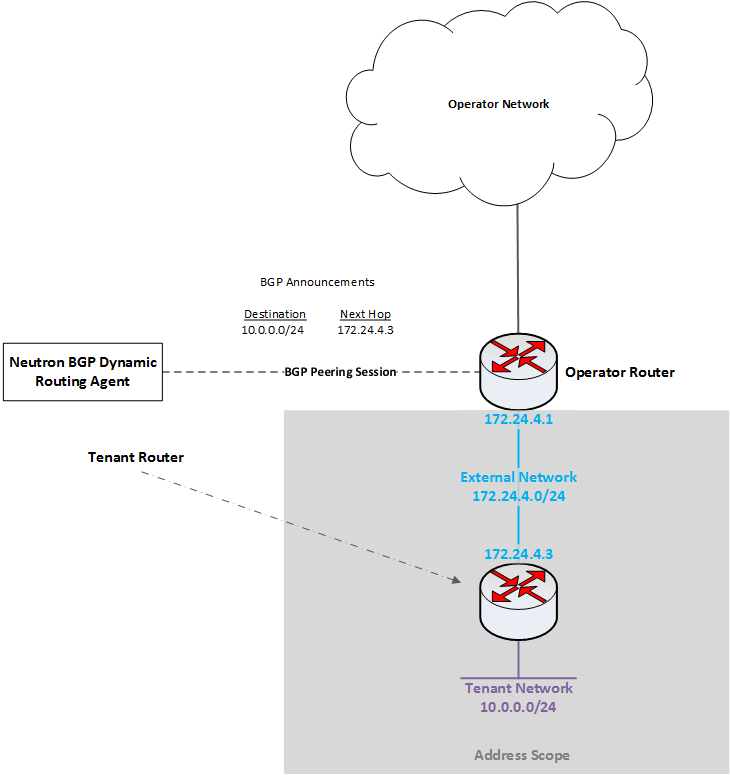 Operator Network
BGP Announcements
Destination Next Hop
10.0.0.0/24 172.24.4.3
Neutron BGP Dynamic
Routing Agent
BGP Peering Session
Operator Router
172.24.4.1
Tenant Router
External Network
172.24.4.0/24
172.24.4.3
Tenant Network
10.0.0.0/24
Address Scope